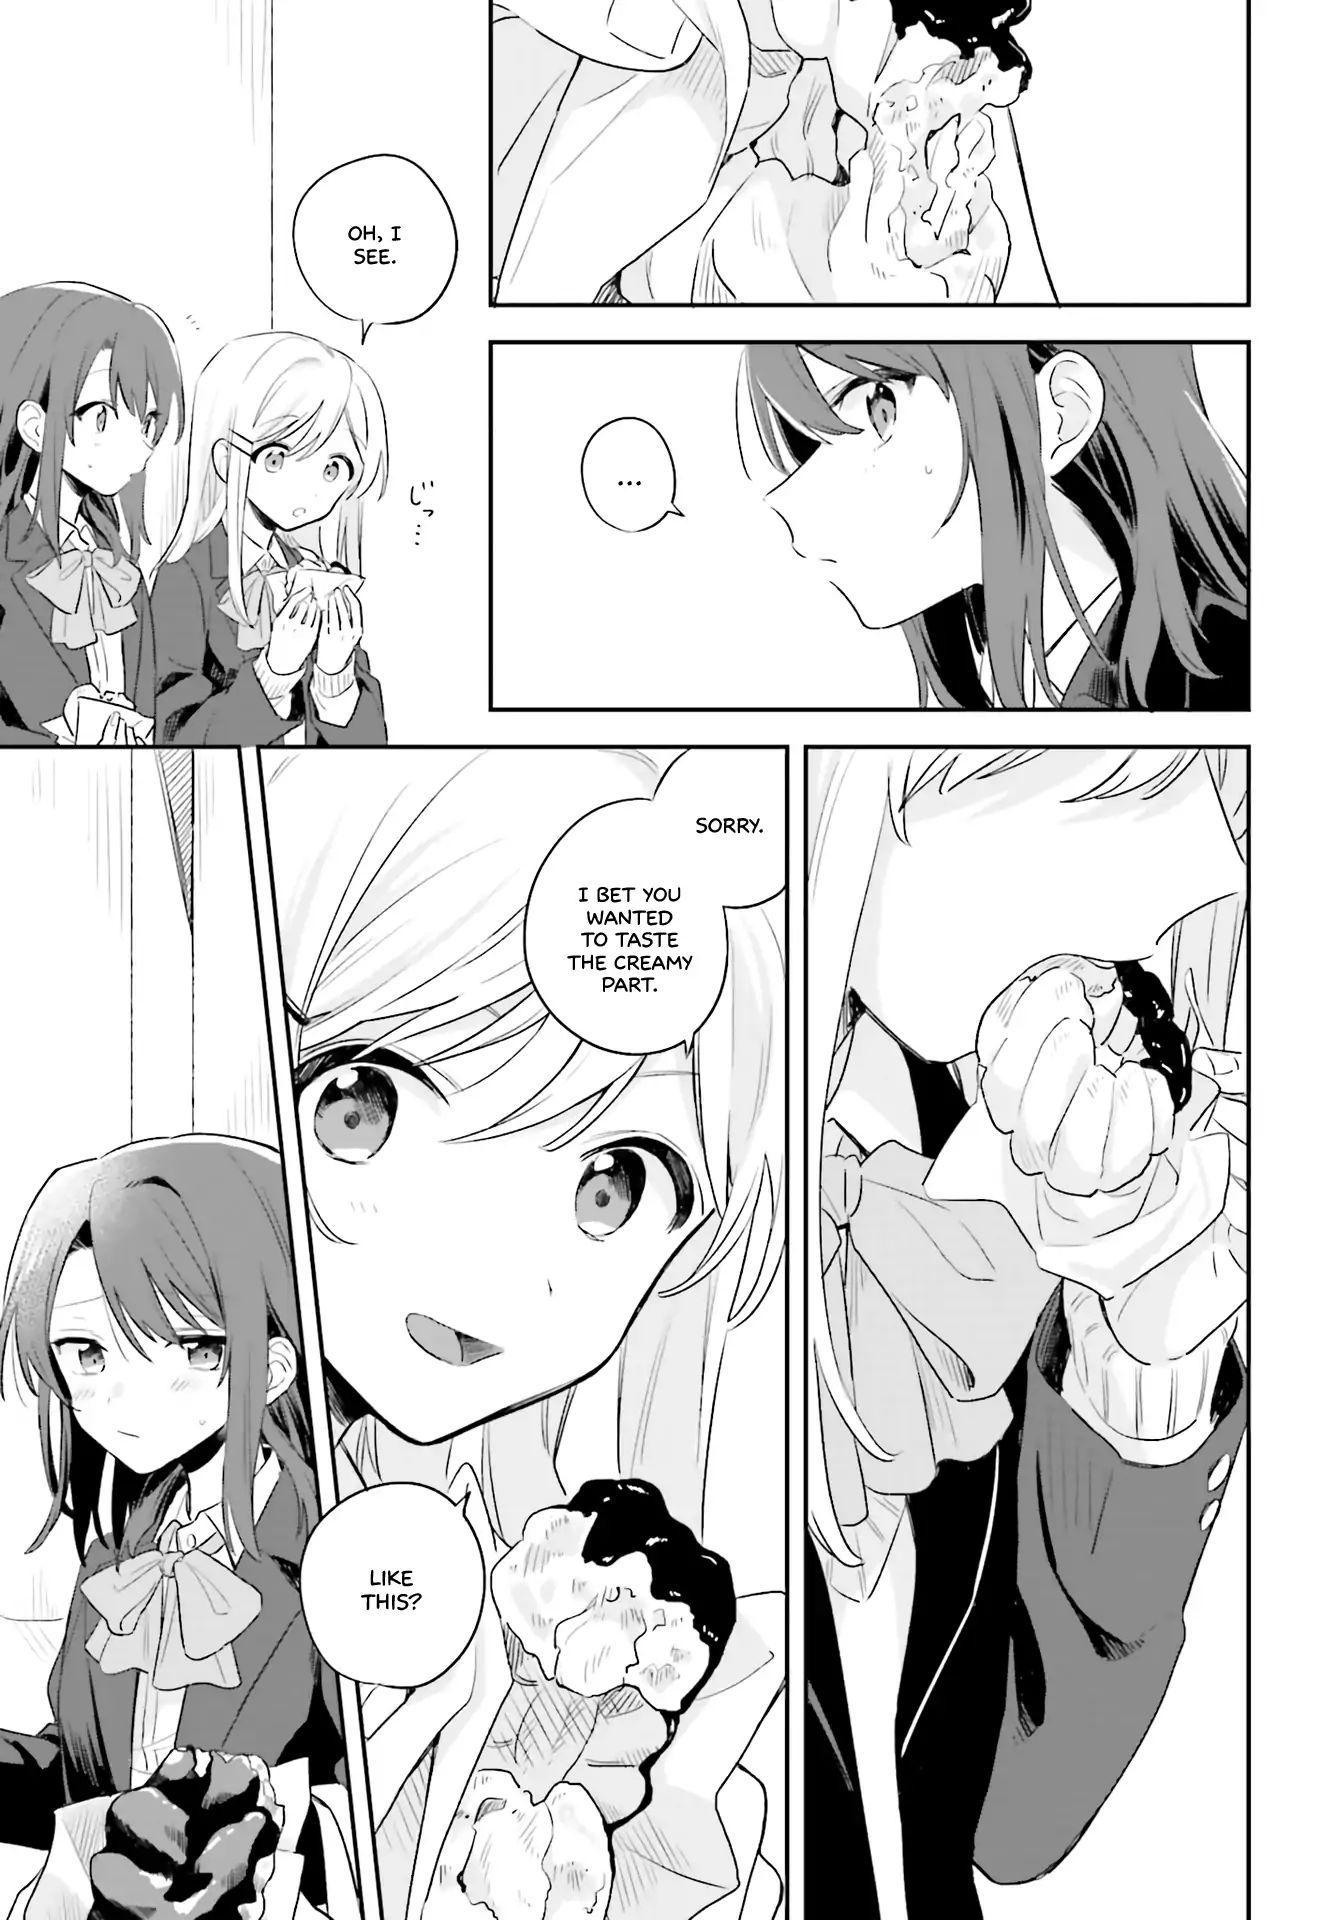 ...
OH, I
SEE.
じっ…
SORRY.
I BET YOU
WANTED
TO TASTE
THE CREAMY
PART.
LIKE
THIS?